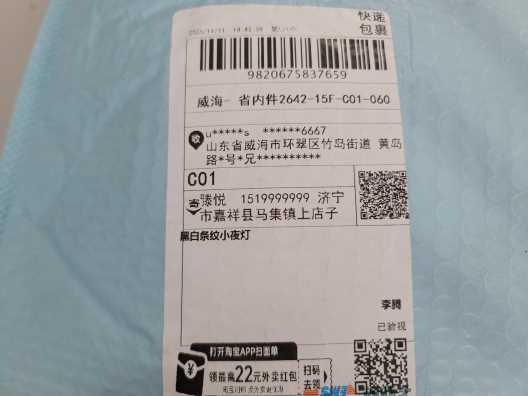 快递
包裹
9820675837659
威海- 省内件2642-15F-C01-060
收
u*****s ******6667
山东省威海市环翠区竹岛街道 黄岛
路*号*兄**********
C01
寄
臻悦 1519999999 济宁
市嘉祥县马集镇上店子
黑白条纹小夜灯
李腾
已验视
打开淘宝APP扫面单
领最高22元外卖红包
扫码
去领